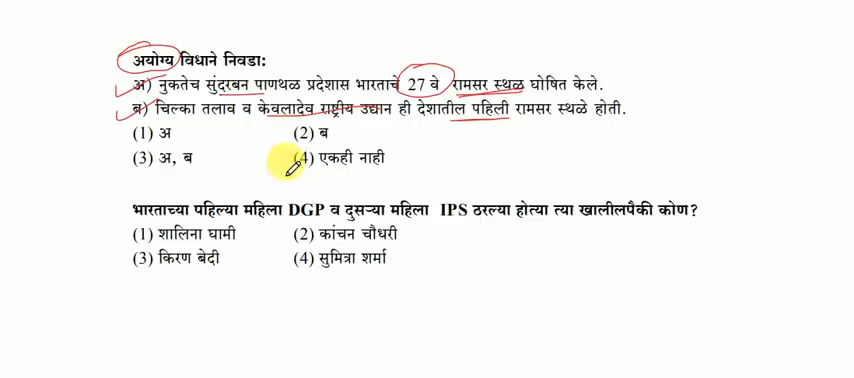 अयोग्य विधाने निवडा:
अ) नुकतेच सुंदरबन पाणथळ प्रदेशास भारताचे 27 वे रामसर स्थळ घोषित केले.
ब) चिल्का तलाव व केवलादेव राष्ट्रीय उद्यान ही देशातील पहिली रामसर स्थळे होती.
(1) अ (2) ब
(3) अ, ब (4) एकही नाही
भारताच्या पहिल्या महिला DGP व दुसऱ्या महिला IPS ठरल्या होत्या त्या खालीलपैकी कोण?
(1) शालिना घामी (2) कांचन चौधरी
(3) किरण बेदी (4) सुमित्रा शर्मा